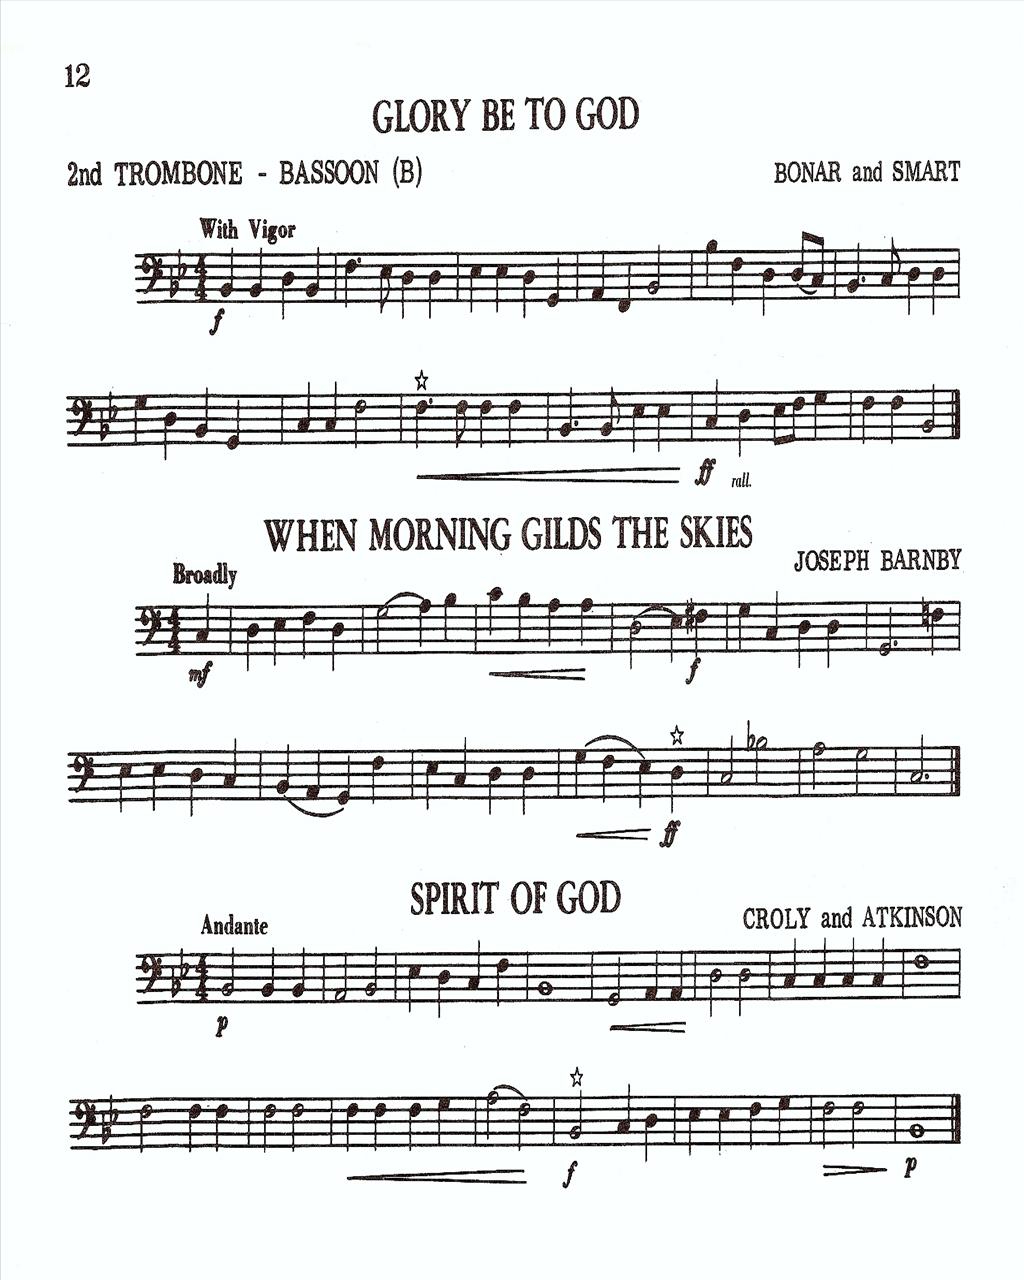 12
GLORY BE TO GOD
2nd TROMBONE - BASSOON (B)
BONAR and SMART
With Vigor
f
ff rall.
WHEN MORNING GILDS THE SKIES
JOSEPH BARNBY
Broadly
mf f
ff
SPIRIT OF GOD
CROLY and ATKINSON
Andante
p
f p